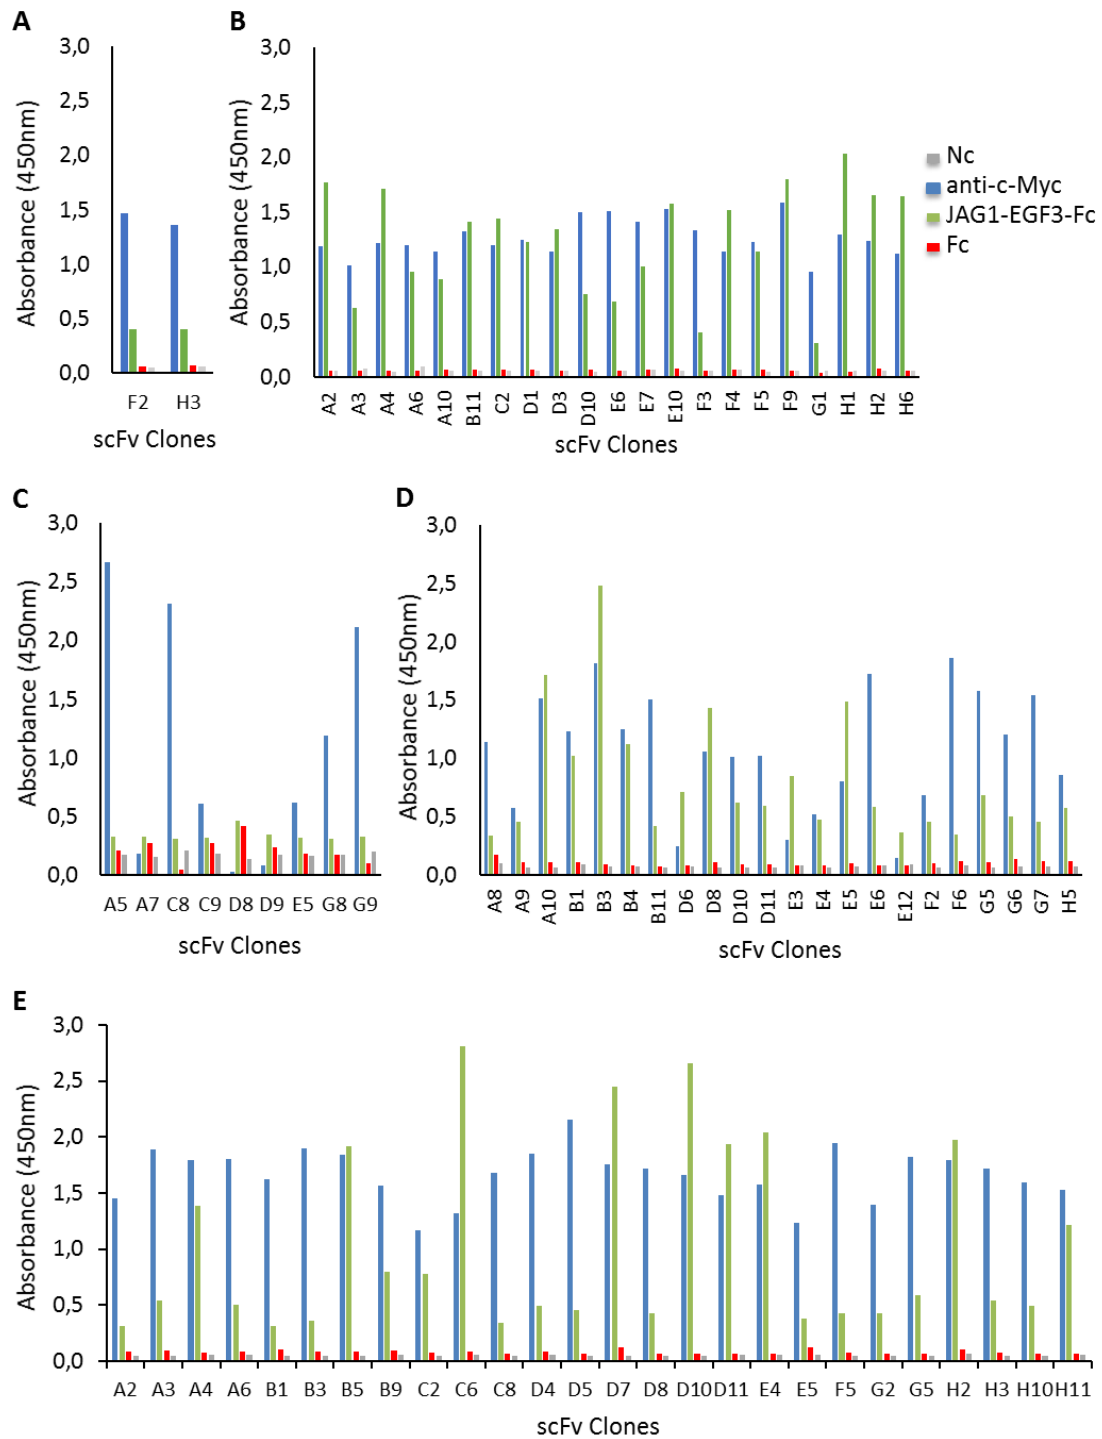 A
3,0
2,5
2,0
1,5
1,0
0,5
0,0
Absorbance (450nm)
F2 H3
scFv Clones
B
3,0
2,5
2,0
1,5
1,0
0,5
0,0
Absorbance (450nm)
A2 A3 A4 A6 A10 B11 C2 D1 D3 D10 E6 E7 E10 F3 F4 F5 F9 G1 H1 H2 H6
scFv Clones
Nc
anti-c-Myc
JAG1-EGF3-Fc
Fc
C
3,0
2,5
2,0
1,5
1,0
0,5
0,0
Absorbance (450nm)
A5 A7 C8 C9 D8 D9 E5 G8 G9
scFv Clones
D
3,0
2,5
2,0
1,5
1,0
0,5
0,0
Absorbance (450nm)
A8 A9 A10 B1 B3 B4 B11 D6 D8 D10 D11 E3 E4 E5 E6 E12 F2 F6 G5 G6 G7 H5
scFv Clones
E
3,0
2,5
2,0
1,5
1,0
0,5
0,0
Absorbance (450nm)
A2 A3 A4 A6 B1 B3 B5 B9 C2 C6 C8 D4 D5 D7 D8 D10 D11 E4 E5 F5 G2 G5 H2 H3 H10 H11
scFv Clones